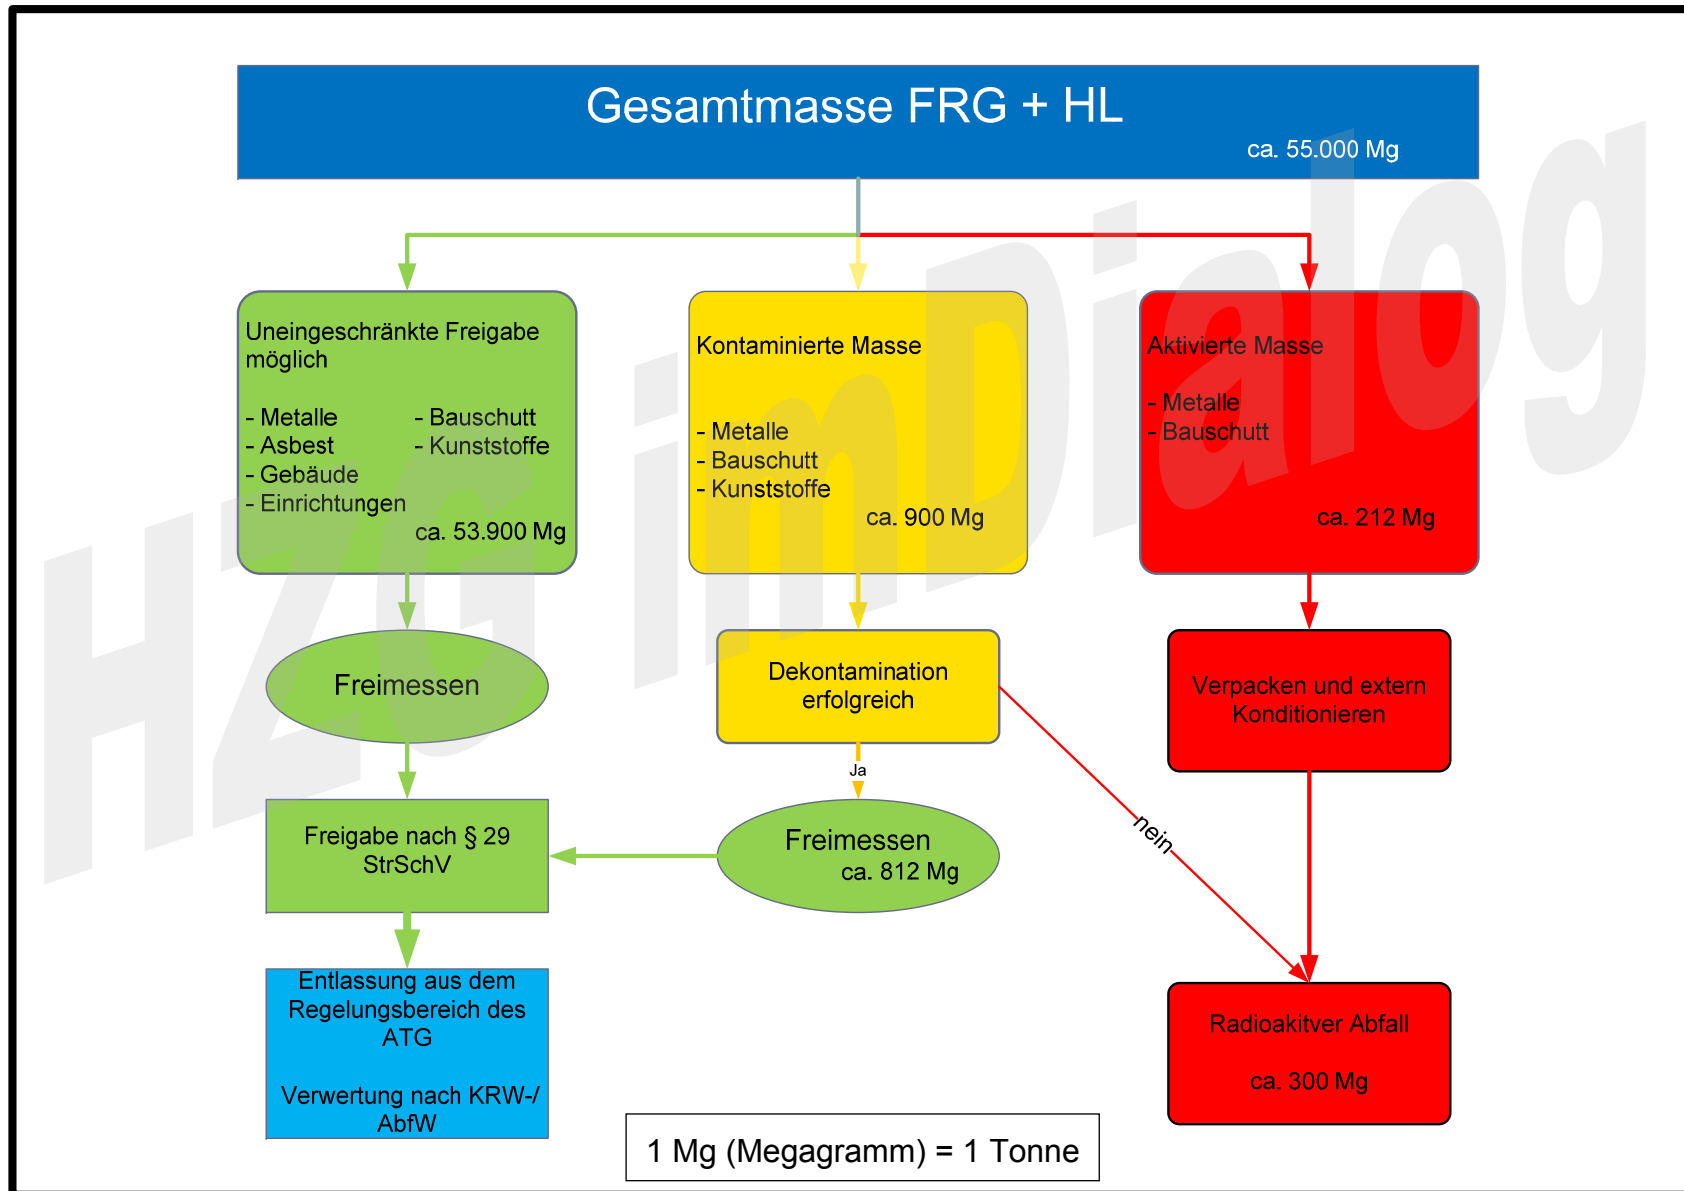 Gesamtmasse FRG + HL
ca. 55.000 Mg
Uneingeschränkte Freigabe
möglich
- Metalle
- Asbest
- Gebäude
- Einrichtungen
- Bauschutt
- Kunststoffe
ca. 53.900 Mg
Kontaminierte Masse
- Metalle
- Bauschutt
- Kunststoffe
ca. 900 Mg
Aktivierte Masse
- Metalle
- Bauschutt
ca. 212 Mg
Freimessen
Dekontamination
erfolgreich
Verpacken und extern
Konditionieren
Ja
nein
Freigabe nach § 29
StrSchV
Freimessen
ca. 812 Mg
Entlassung aus dem
Regelungsbereich des
ATG
Verwertung nach KRW-/
AbfW
Radioakitver Abfall
ca. 300 Mg
1 Mg (Megagramm) = 1 Tonne
HZG imDialog